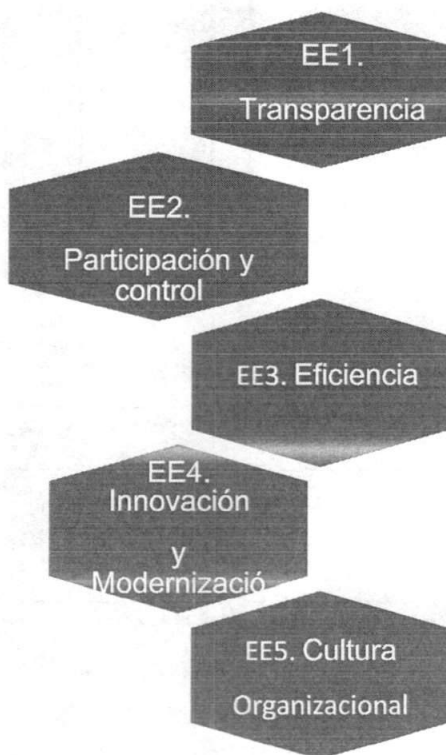 EE1.
Transparencia
EE2.
Participación y
control
EE3. Eficiencia
EE4.
Innovación
y
Modernizació
EE5. Cultura
Organizacional